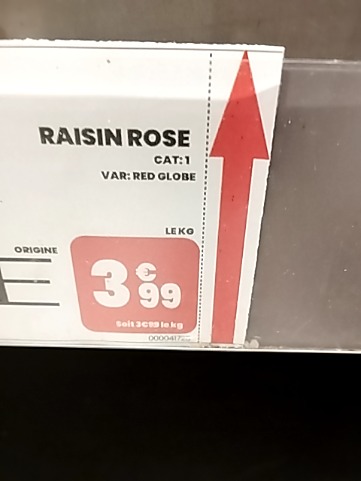 RAISIN ROSE
CAT: 1
VAR: RED GLOBE
LE KG
ORIGINE
E
3€99
Soit 3€99 le kg